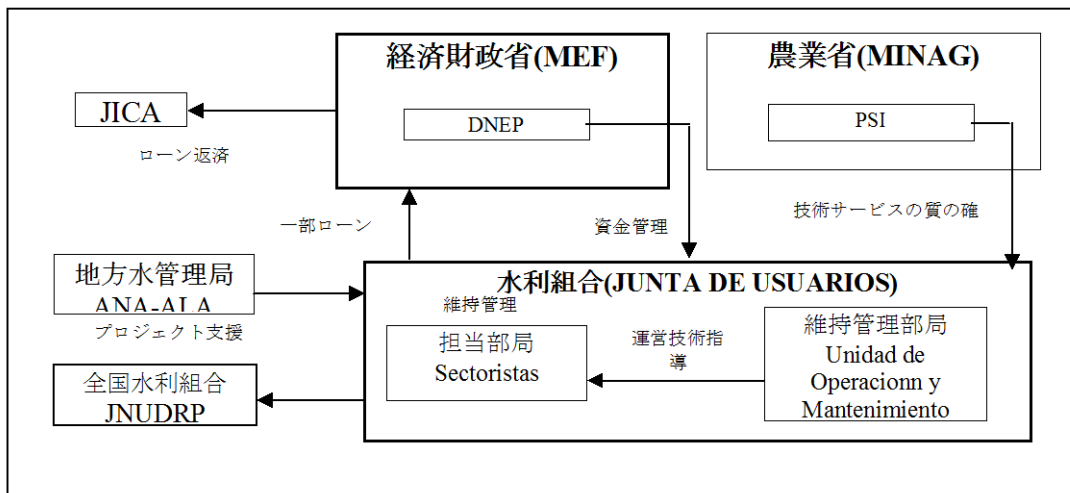 経済財政省(MEF)
農業省(MINAG)
JICA
DNEP
PSI
ローン返済
一部ローン
資金管理
技術サービスの質の確
地方水管理局
ANA-ALA
プロジェクト支援
水利組合(JUNTA DE USUARIOS)
維持管理
担当部局
Sectoristas
運営技術指
導
維持管理部局
Unidad de
Operacionn y
Mantenimiento
全国水利組合
JNUDRP